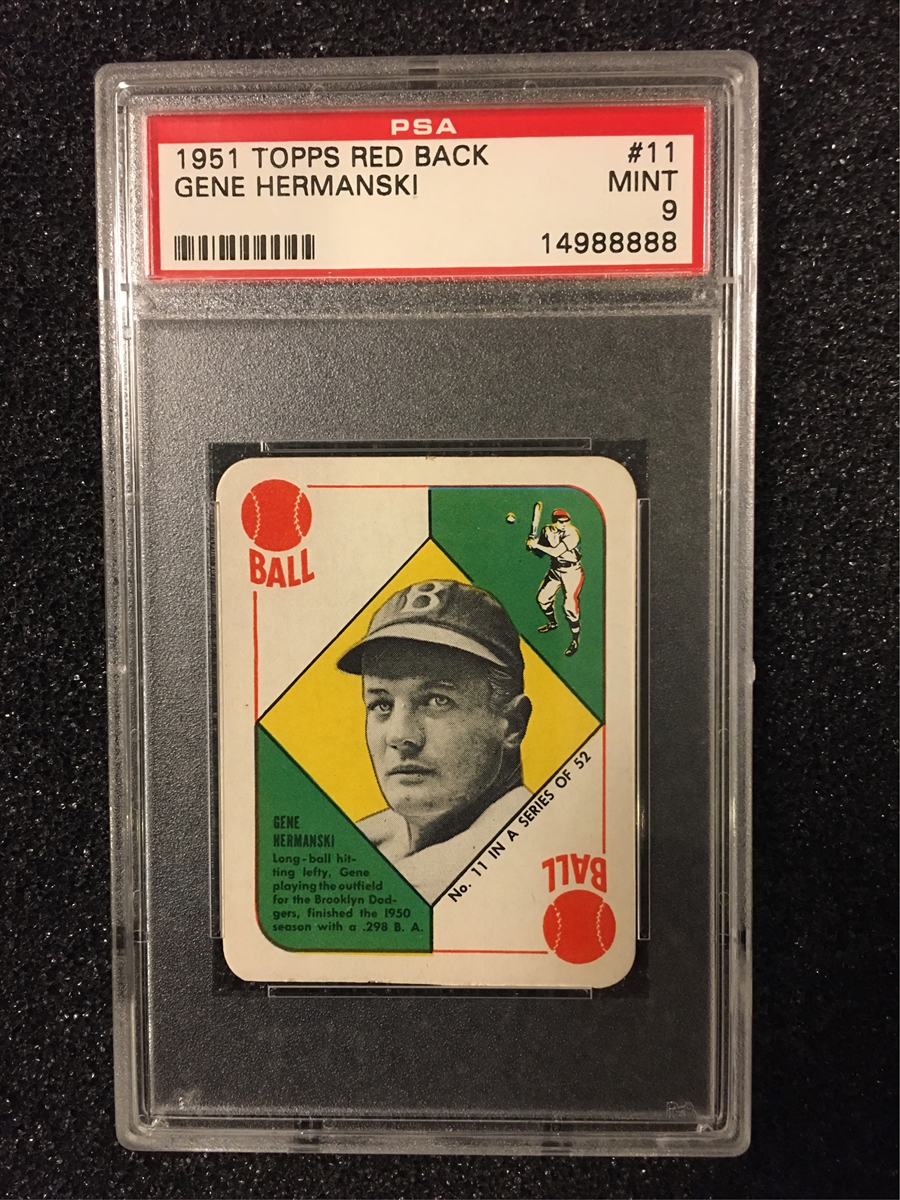 PSA
1951 TOPPS RED BACK #11
GENE HERMANSKI MINT
9
14988888
BALL
B
GENE
HERMANSKI
Long-ball hit-
ting lefty, Gene
playing the outfield
for the Brooklyn Dod-
gers, finished the 1950
season with a .298 B. A.
No. 11 IN A SERIES OF 52
BALL